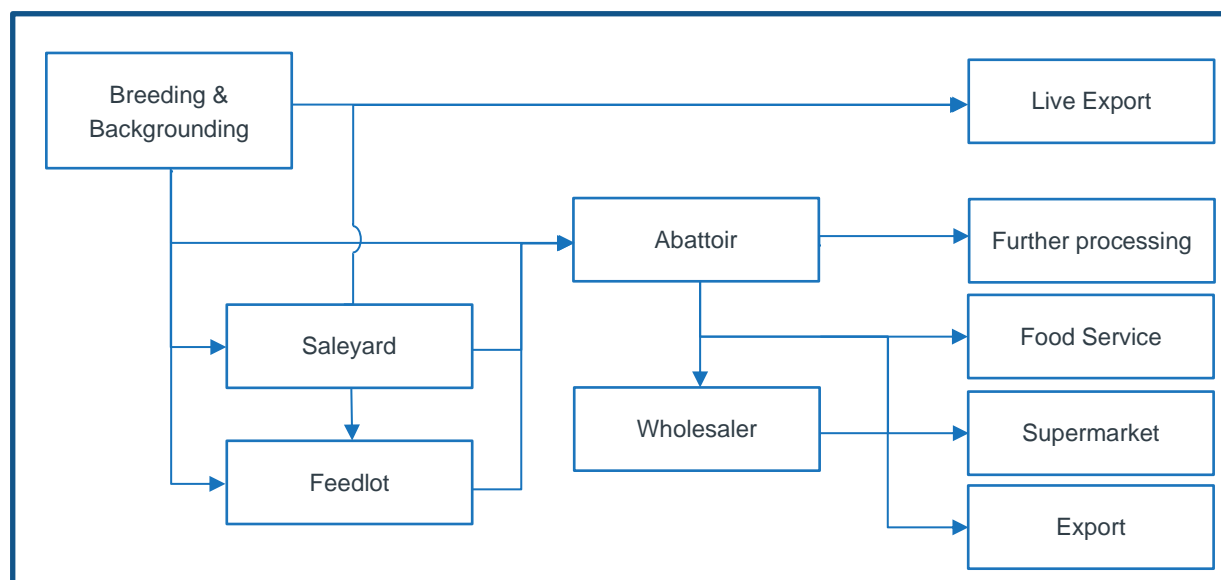 Breeding &
Backgrounding
Live Export
Abattoir
Further processing
Saleyard
Food Service
Wholesaler
Supermarket
Feedlot
Export